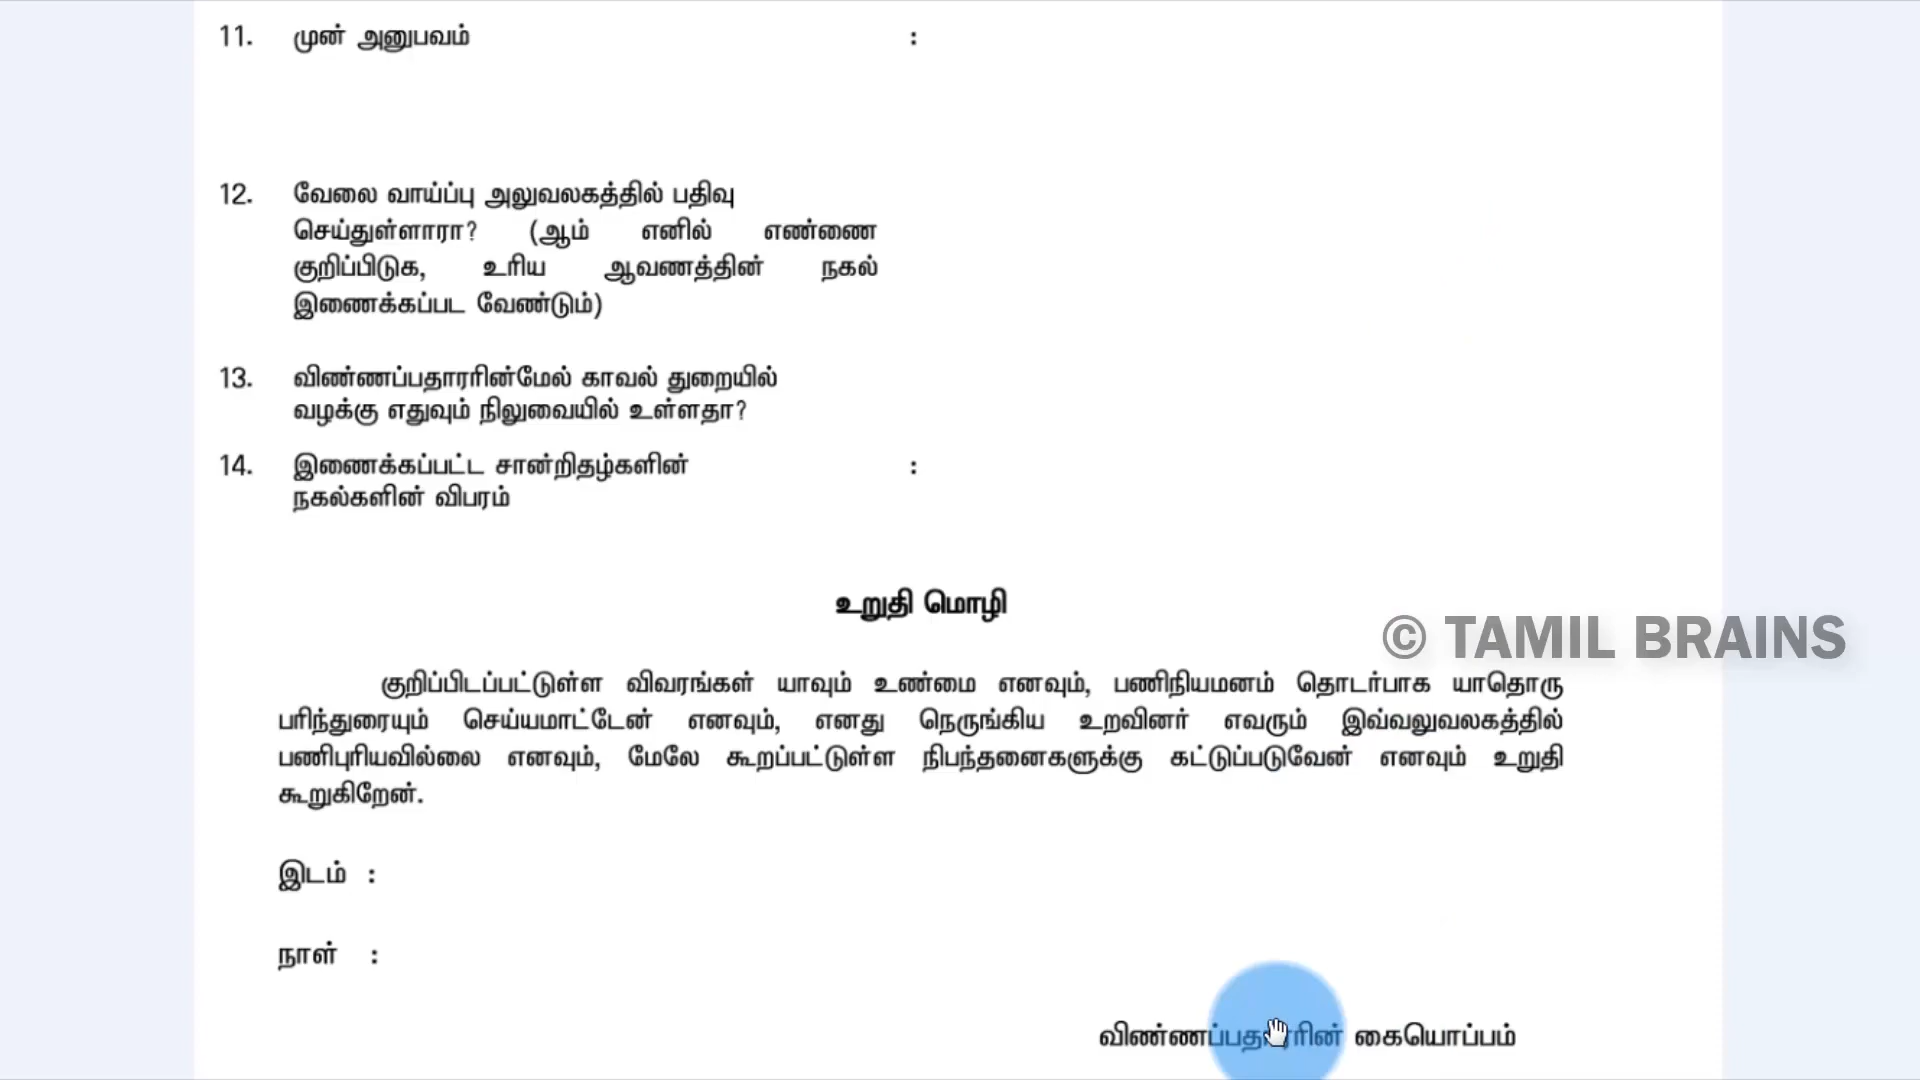 11. முன் அனுபவம் :
12. வேலை வாய்ப்பு அலுவலகத்தில் பதிவு
செய்துள்ளாரா? (ஆம் எனில் எண்ணை
குறிப்பிடுக, உரிய ஆவணத்தின் நகல்
இணைக்கப்பட வேண்டும்)
13. விண்ணப்பதாரரின்மேல் காவல் துறையில்
வழக்கு எதுவும் நிலுவையில் உள்ளதா?
14. இணைக்கப்பட்ட சான்றிதழ்களின் :
நகல்களின் விபரம்
உறுதி மொழி
© TAMIL BRAINS
குறிப்பிடப்பட்டுள்ள விவரங்கள் யாவும் உண்மை எனவும், பணிநியமனம் தொடர்பாக யாதொரு
பரிந்துரையும் செய்யமாட்டேன் எனவும், எனது நெருங்கிய உறவினர் எவரும் இவ்வலுவலகத்தில்
பணிபுரியவில்லை எனவும், மேலே கூறப்பட்டுள்ள நிபந்தனைகளுக்கு கட்டுப்படுவேன் எனவும் உறுதி
கூறுகிறேன்.
இடம் :
நாள் :
விண்ணப்பதாரரின் கையொப்பம்